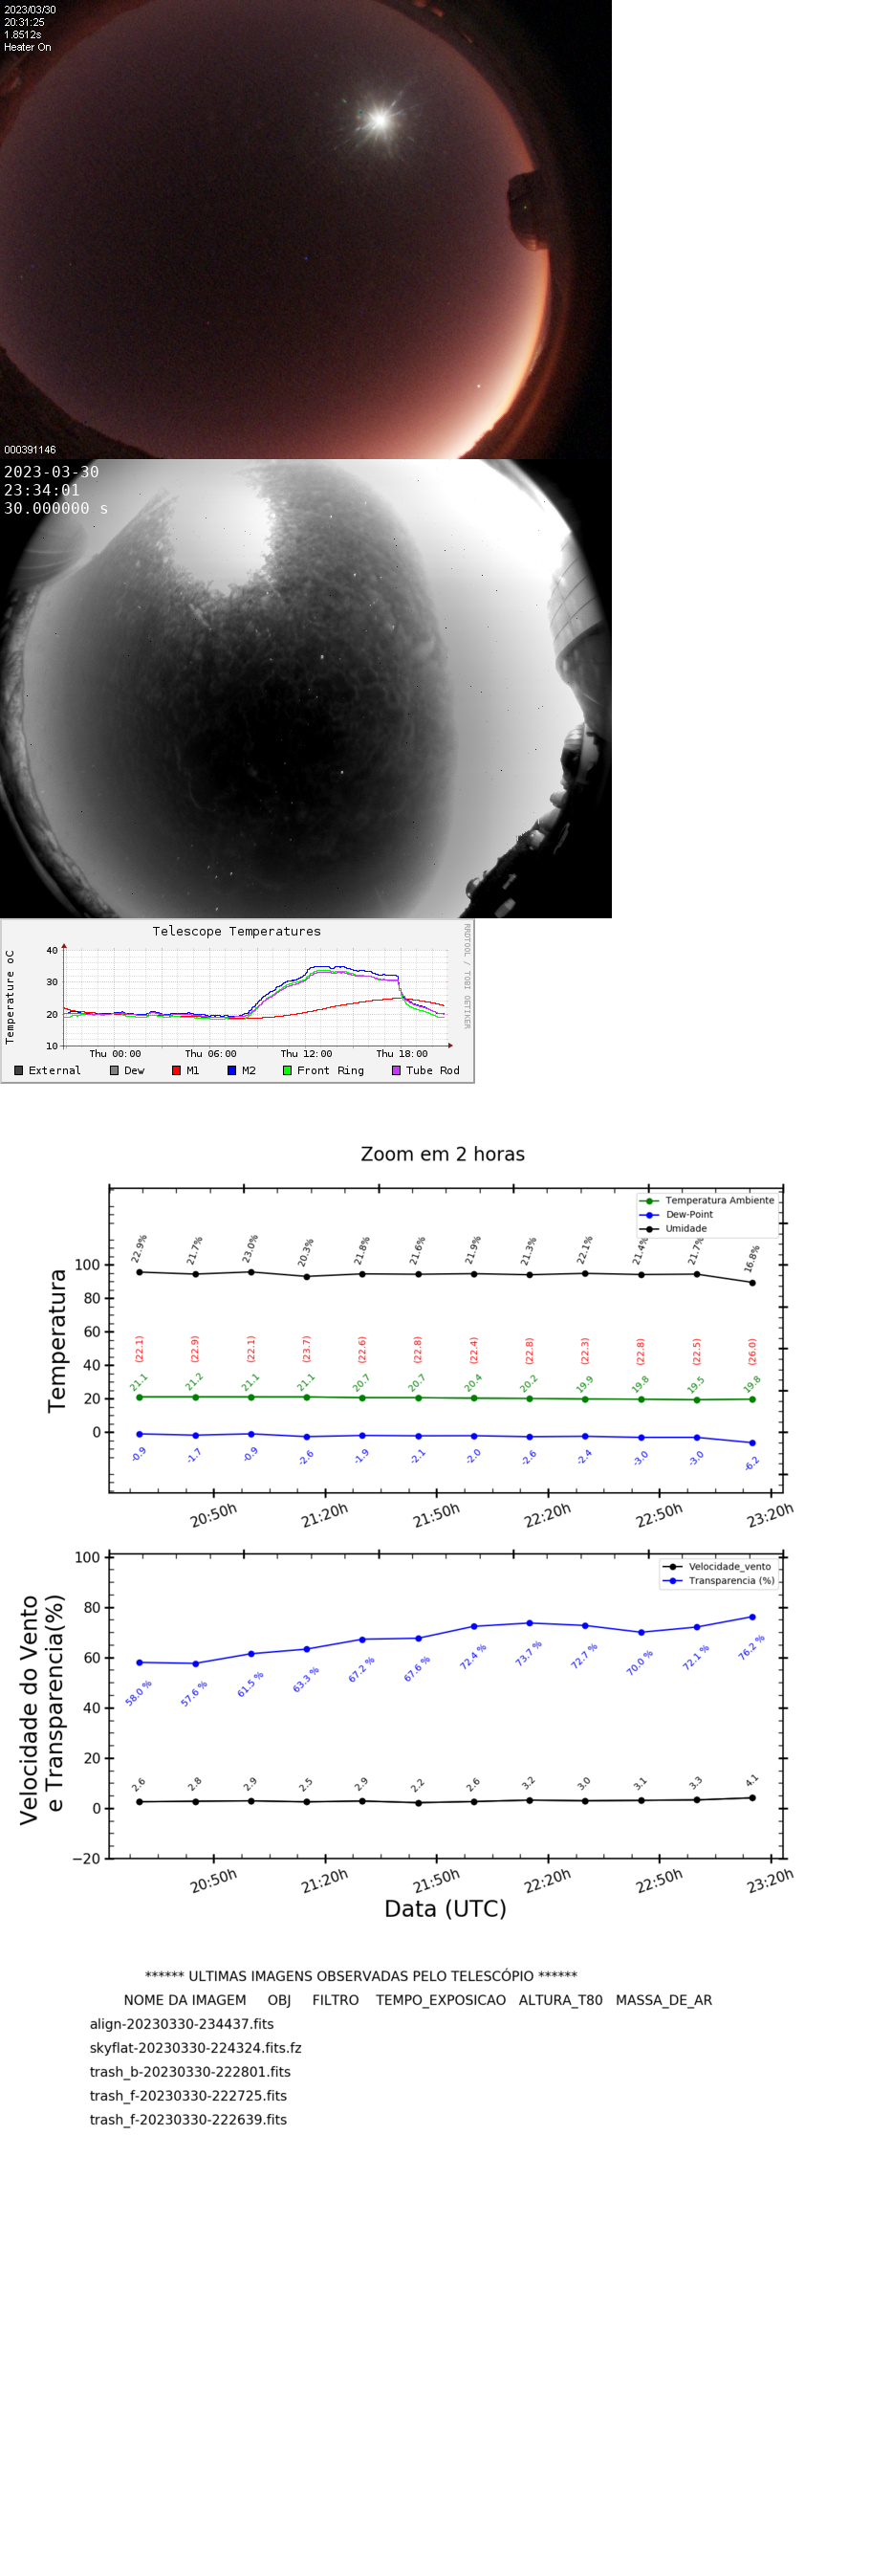 2023/03/30
20:31:25
1.8512s
Heater On
000391146
2023-03-30
23:34:01
30.000000 s
Telescope Temperatures
RRDTOOL / TOBI OETIKER
Temperature oC
40
30
20
10
Thu 00:00 Thu 06:00 Thu 12:00 Thu 18:00
External Dew M1 M2 Front Ring Tube Rod
Zoom em 2 horas
Temperatura Ambiente
Dew-Point
Umidade
Temperatura
100
80
60
40
20
0
22.9% 21.7% 23.0% 20.3% 21.8% 21.6% 21.9% 21.3% 22.1% 21.4% 21.7% 16.8%
(22.1) (22.9) (22.1) (23.7) (22.6) (22.8) (22.4) (22.8) (22.3) (22.8) (22.5) (26.0)
21.1 21.2 21.1 21.1 20.7 20.7 20.4 20.2 19.9 19.8 19.5 19.8
-0.9 -1.7 -0.9 -2.6 -1.9 -2.1 -2.0 -2.6 -2.4 -3.0 -3.0 -6.2
20:50h 21:20h 21:50h 22:20h 22:50h 23:20h
Velocidade_vento
Transparencia (%)
Velocidade do Vento
e Transparencia(%)
100
80
60
40
20
0
−20
58.0 % 57.6 % 61.5 % 63.3 % 67.2 % 67.6 % 72.4 % 73.7 % 72.7 % 70.0 % 72.1 % 76.2 %
2.6 2.8 2.9 2.5 2.9 2.2 2.6 3.2 3.0 3.1 3.3 4.1
20:50h 21:20h 21:50h 22:20h 22:50h 23:20h
Data (UTC)
****** ULTIMAS IMAGENS OBSERVADAS PELO TELESCÓPIO ******
NOME DA IMAGEM OBJ FILTRO TEMPO_EXPOSICAO ALTURA_T80 MASSA_DE_AR
align-20230330-234437.fits
skyflat-20230330-224324.fits.fz
trash_b-20230330-222801.fits
trash_f-20230330-222725.fits
trash_f-20230330-222639.fits